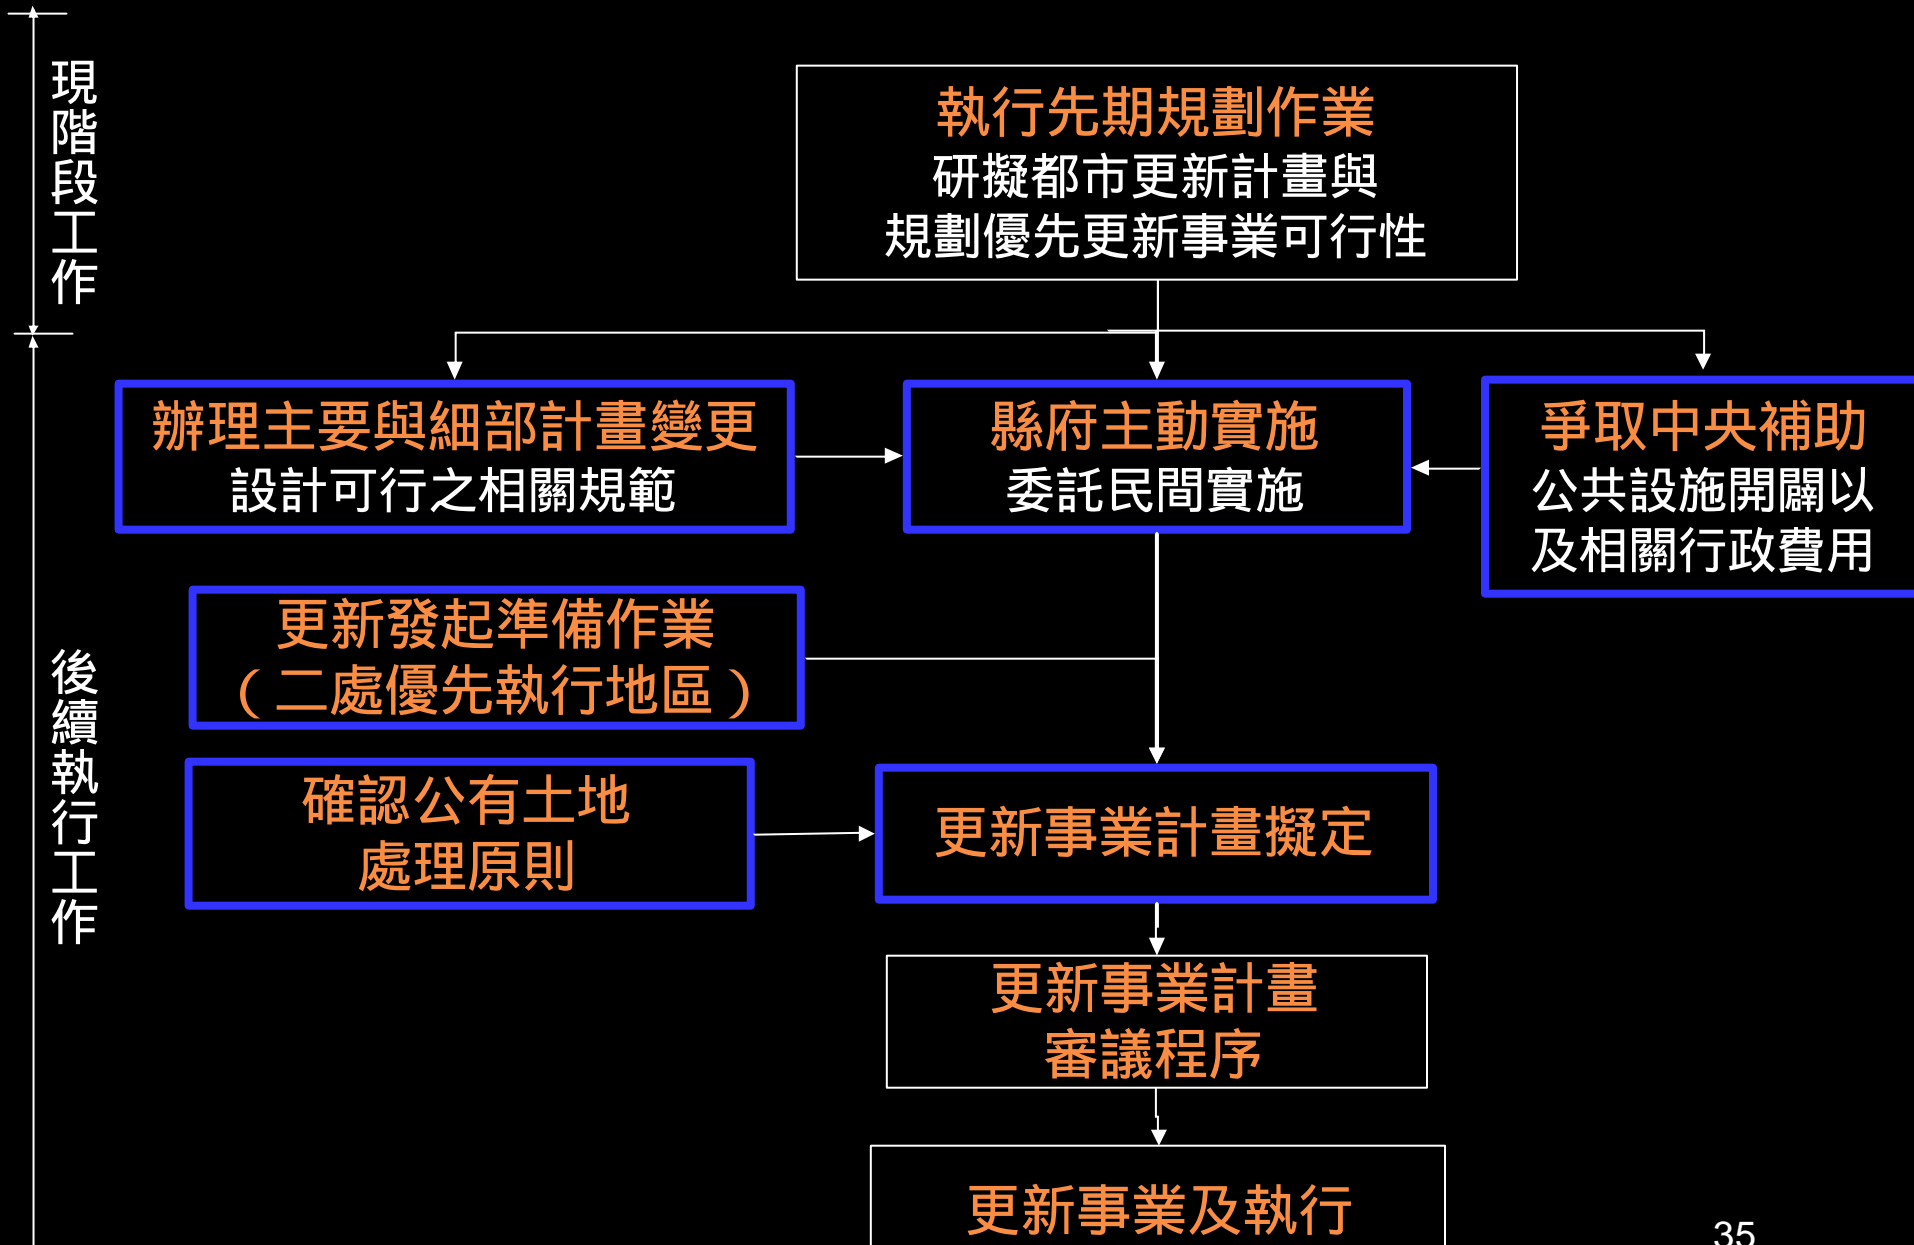 現階段工作
執行先期規劃作業
研擬都市更新計畫與
規劃優先更新事業可行性
辦理主要與細部計畫變更
設計可行之相關規範
縣府主動實施
委託民間實施
爭取中央補助
公共設施開闢以
及相關行政費用
後續執行工作
更新發起準備作業
（二處優先執行地區）
確認公有土地
處理原則
更新事業計畫擬定
更新事業計畫
審議程序
更新事業及執行
35